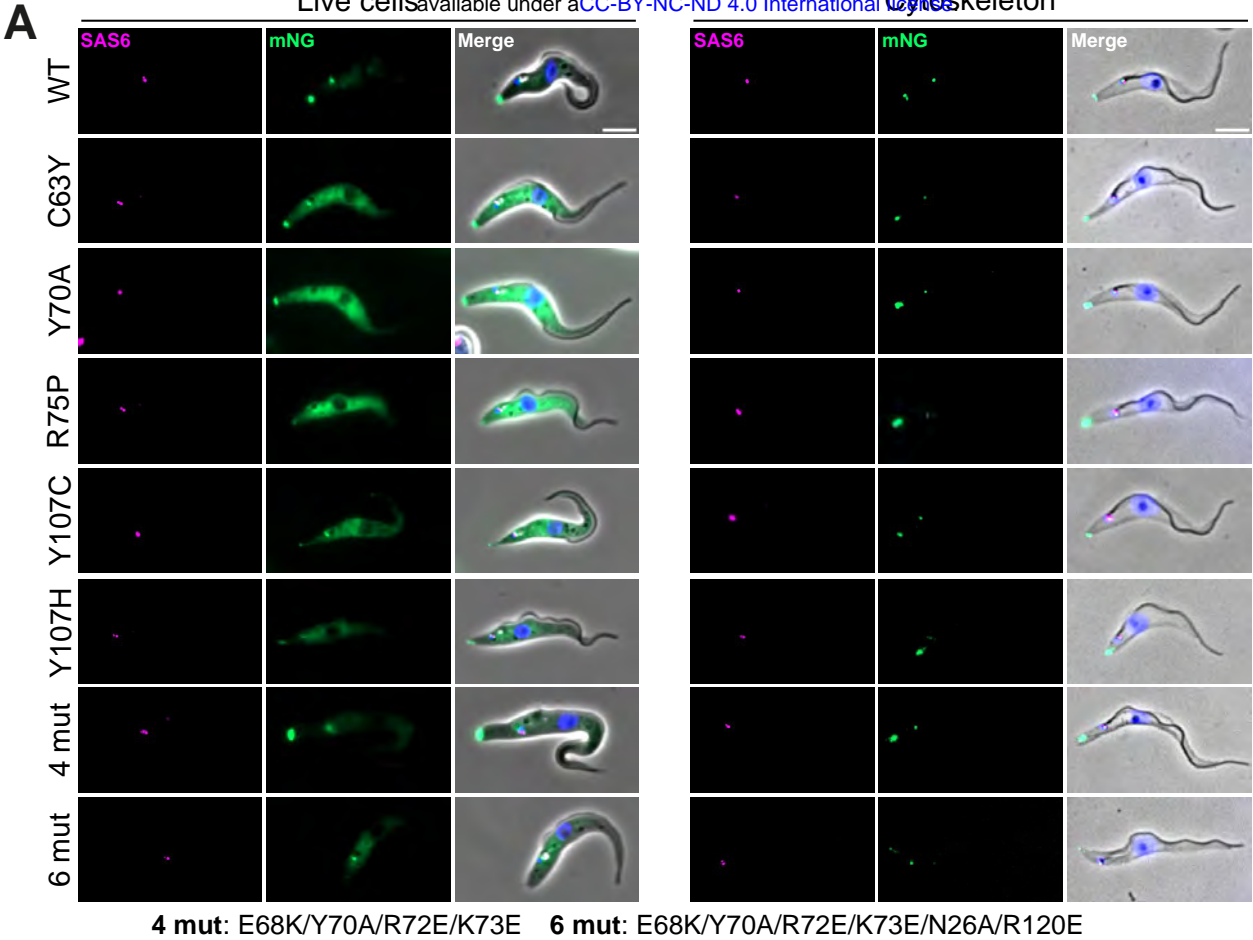 A
Live cells available under aCC-BY-NC-ND 4.0 International license. Cytoskeleton
SAS6 mNG Merge SAS6 mNG Merge
WT
C63Y
Y70A
R75P
Y107C
Y107H
4 mut
6 mut
4 mut: E68K/Y70A/R72E/K73E 6 mut: E68K/Y70A/R72E/K73E/N26A/R120E